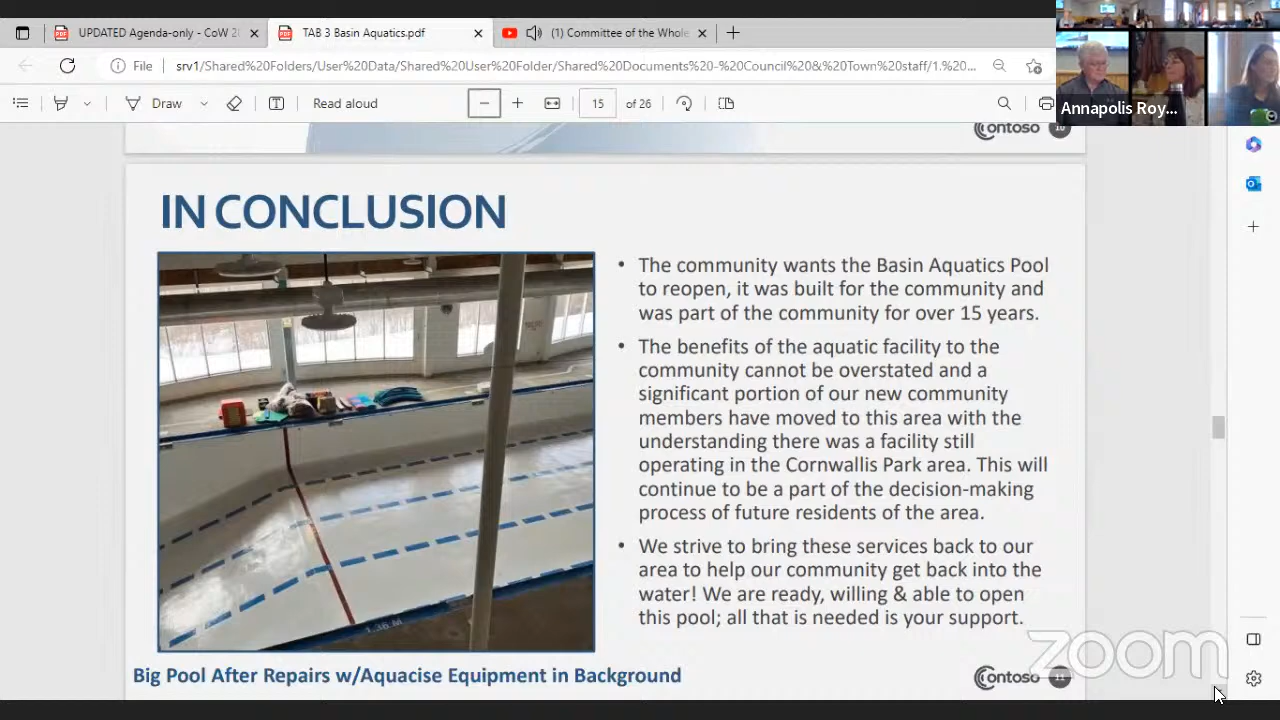 UPDATED Agenda-only - CoW 2
TAB 3 Basin Aquatics.pdf
(1) Committee of the Whole
File
srv1/Shared%20Folders/User%20Data/Shared%20User%20Folder/Shared%20Documents%20-%20Council%20&%20Town%20staff/1.%20...
Draw
Read aloud
15 of 26
Annapolis Roy...
Contoso
IN CONCLUSION
• The community wants the Basin Aquatics Pool
to reopen, it was built for the community and
was part of the community for over 15 years.
• The benefits of the aquatic facility to the
community cannot be overstated and a
significant portion of our new community
members have moved to this area with the
understanding there was a facility still
operating in the Cornwallis Park area. This will
continue to be a part of the decision-making
process of future residents of the area.
• We strive to bring these services back to our
area to help our community get back into the
water! We are ready, willing & able to open
this pool; all that is needed is your support.
1.36 M
Big Pool After Repairs w/Aquacise Equipment in Background
Contoso 11
zoom